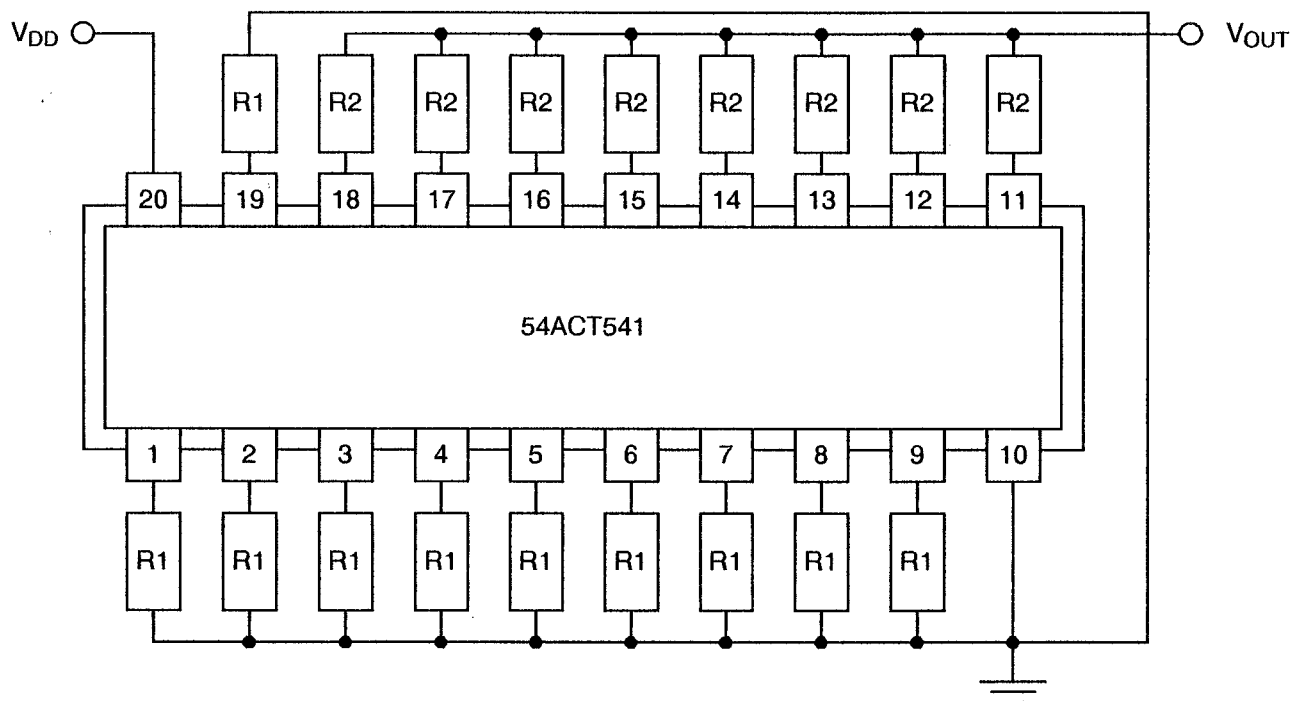 VDD VOUT
R1 R2 R2 R2 R2 R2 R2 R2 R2
20 19 18 17 16 15 14 13 12 11
54ACT541
1 2 3 4 5 6 7 8 9 10
R1 R1 R1 R1 R1 R1 R1 R1 R1